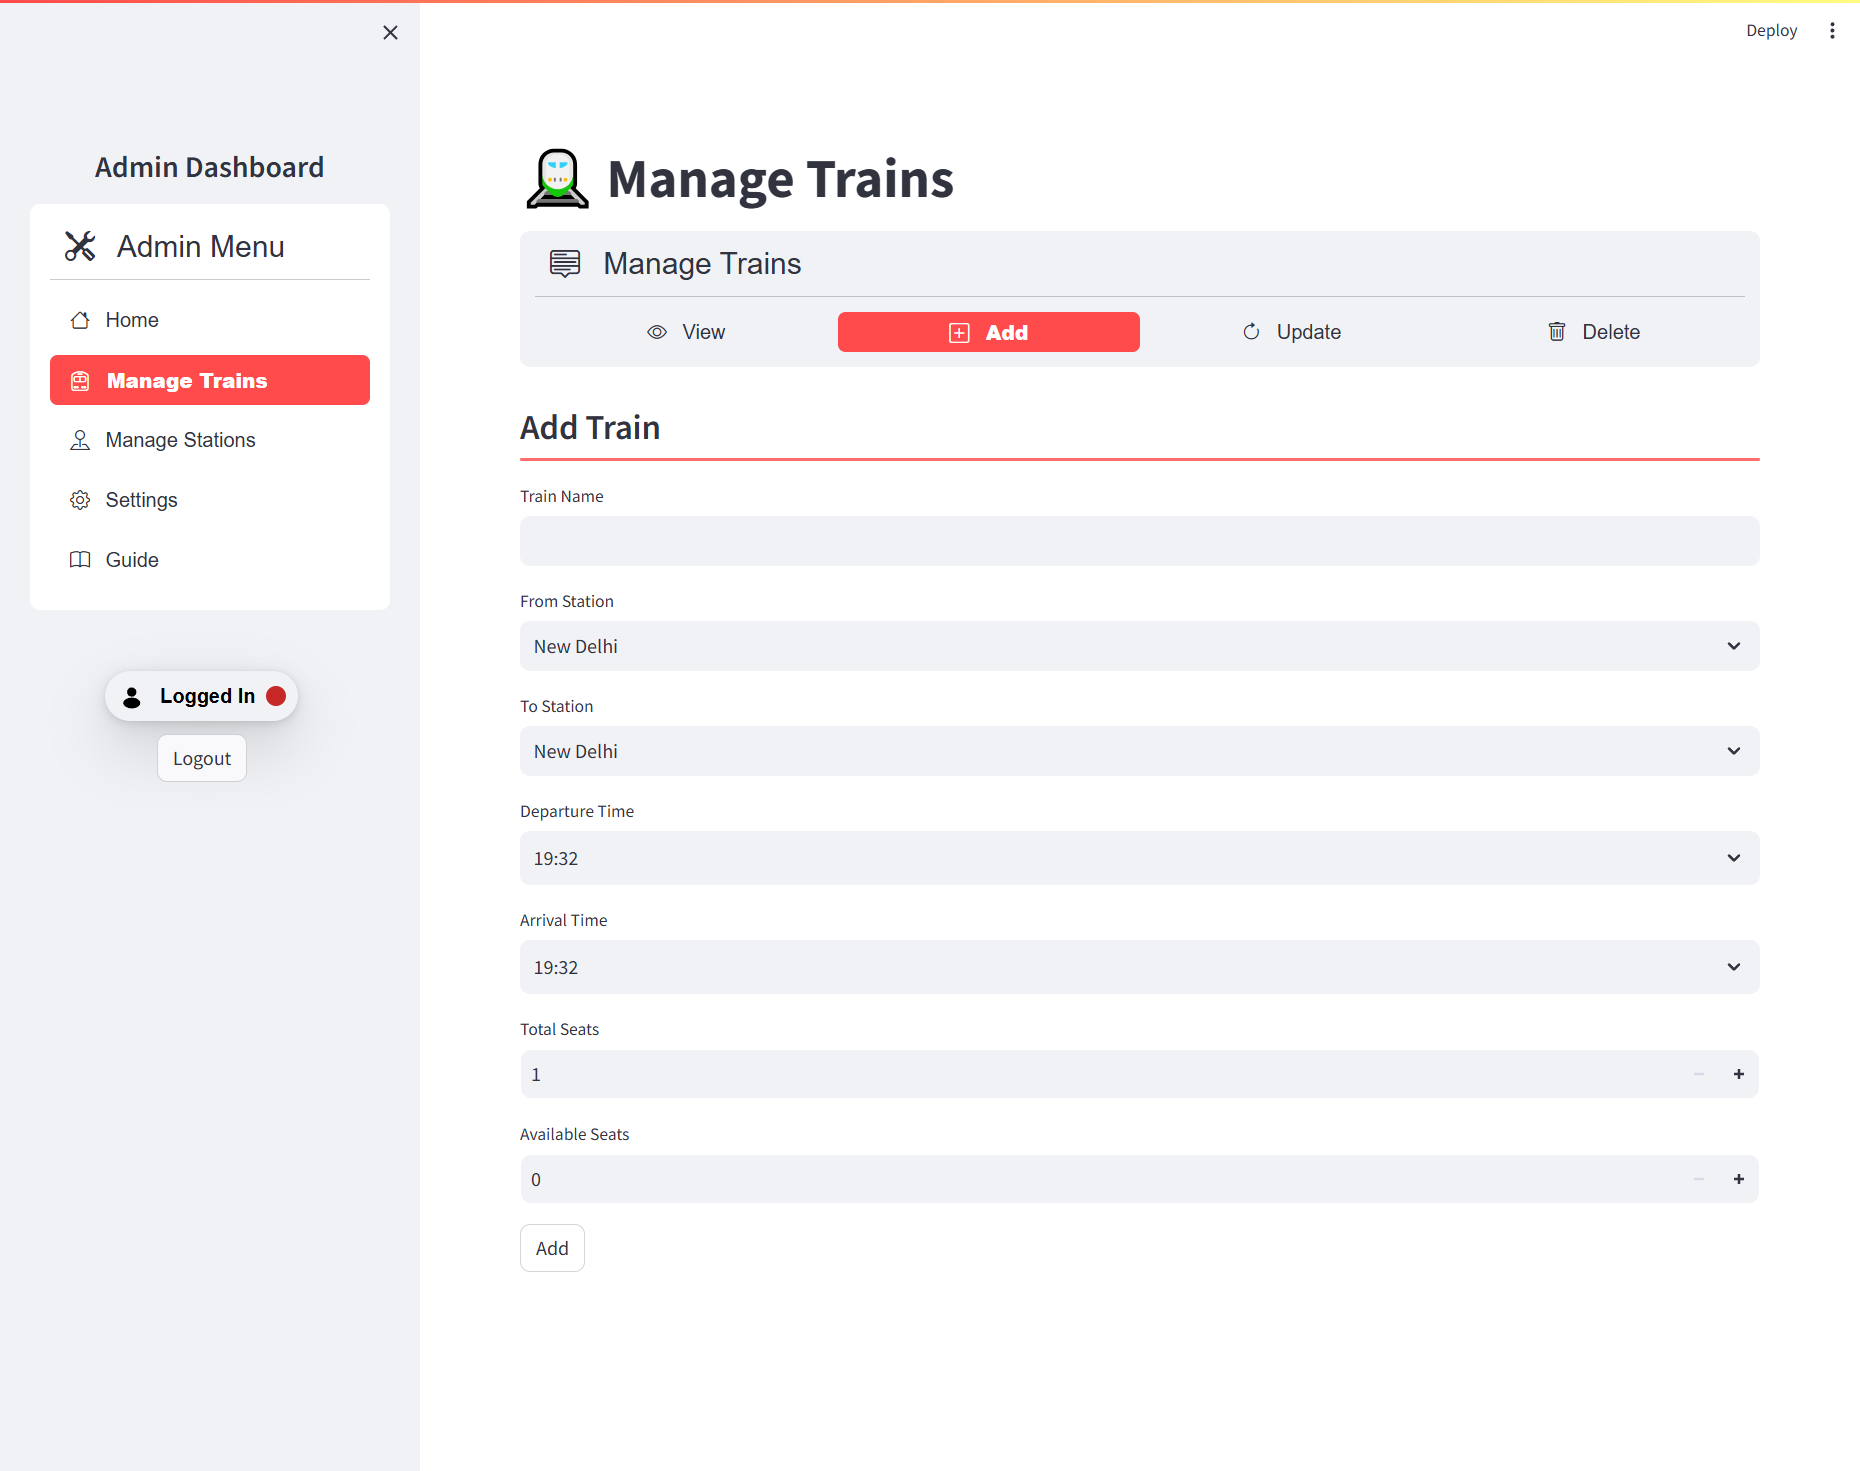 Deploy
Admin Dashboard
Admin Menu
Home
Manage Trains
Manage Stations
Settings
Guide
Logged In
Logout
Manage Trains
Manage Trains
View
Add
Update
Delete
Add Train
Train Name
From Station
New Delhi
To Station
New Delhi
Departure Time
19:32
Arrival Time
19:32
Total Seats
1
Available Seats
0
Add